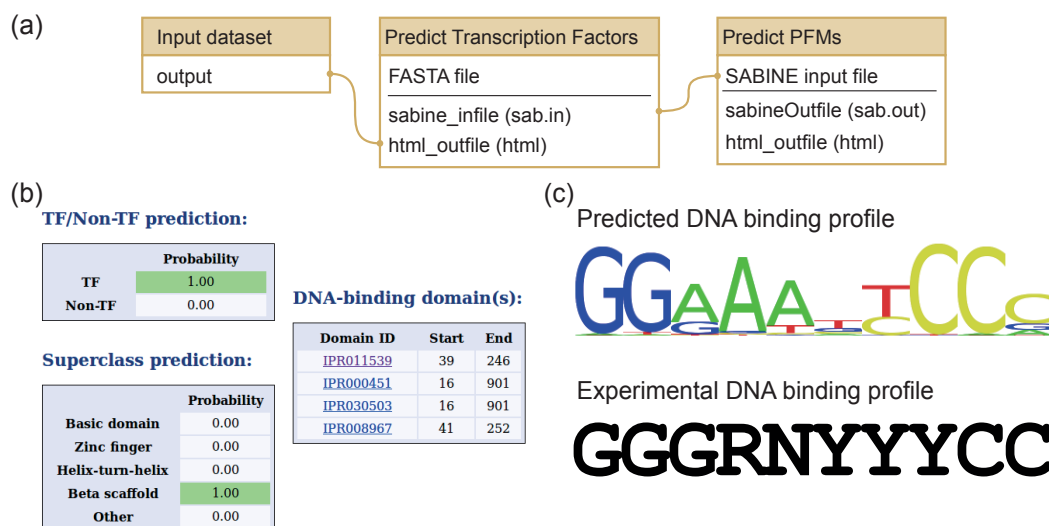 (a)
Input dataset
output
Predict Transcription Factors
FASTA file
sabine_infile (sab.in)
html_outfile (html)
Predict PFMs
SABINE input file
sabineOutfile (sab.out)
html_outfile (html)
(b)
TF/Non-TF prediction:
Probability
TF 1.00
Non-TF 0.00
Superclass prediction:
Probability
Basic domain 0.00
Zinc finger 0.00
Helix-turn-helix 0.00
Beta scaffold 1.00
Other 0.00
DNA-binding domain(s):
Domain ID Start End
IPR011539 39 246
IPR000451 16 901
IPR030503 16 901
IPR008967 41 252
(c)
Predicted DNA binding profile
GGAAATTCCC
Experimental DNA binding profile
GGGRNYYYCC